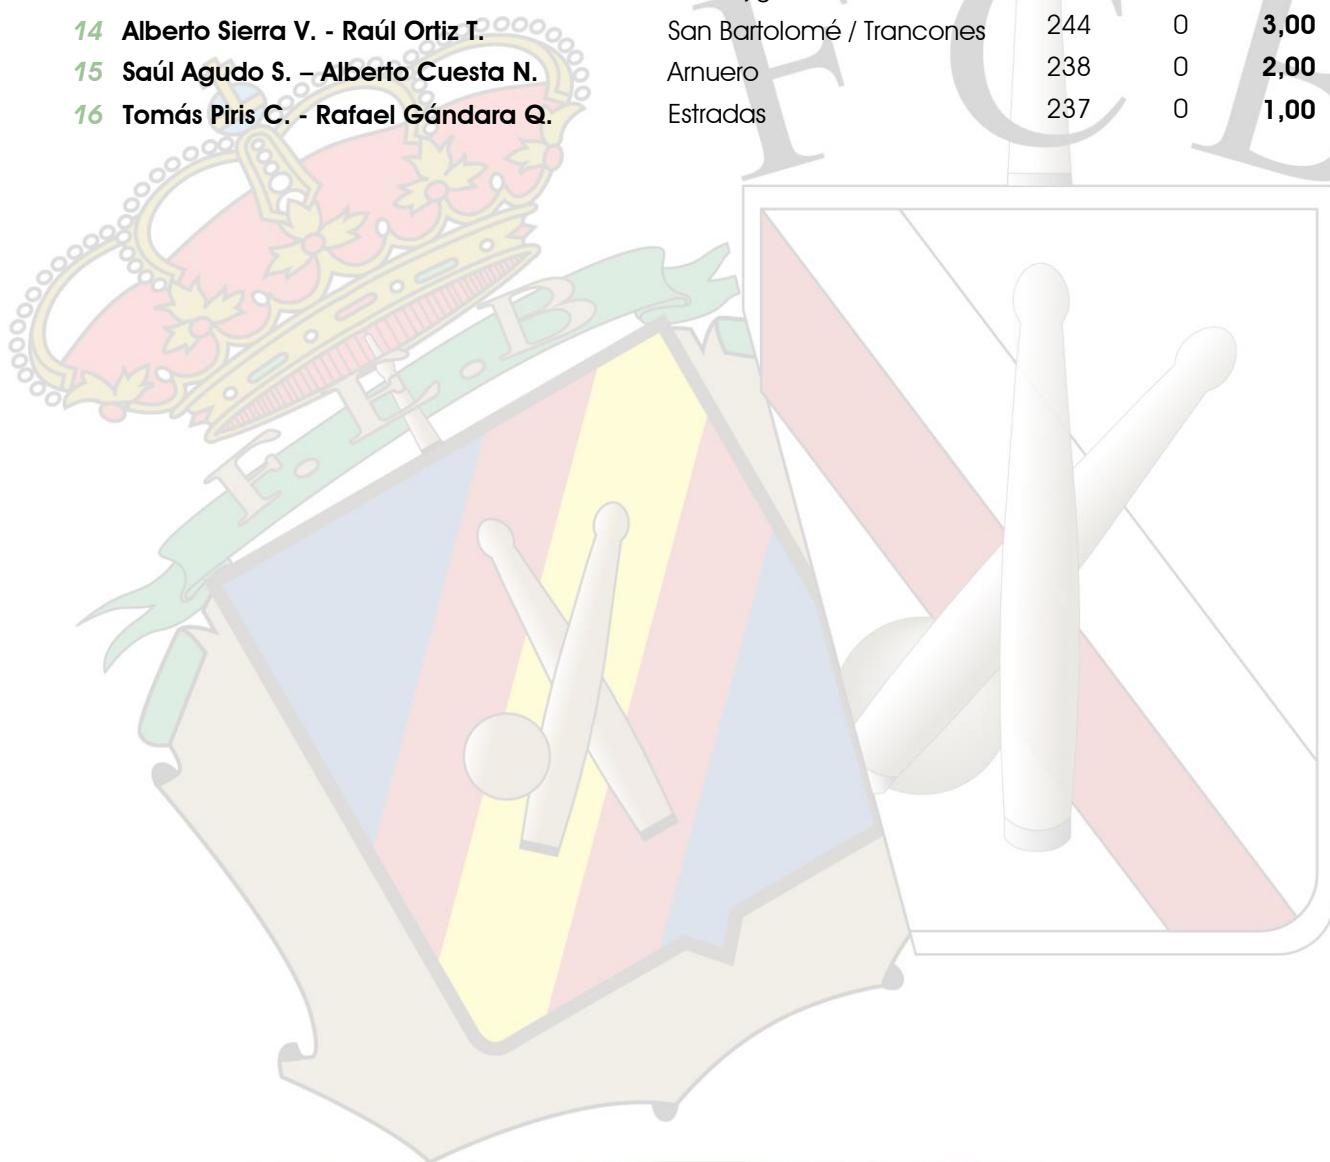 F C B
14 Alberto Sierra V. - Raúl Ortiz T. San Bartolomé / Trancones 244 0 3,00
15 Saúl Agudo S. – Alberto Cuesta N. Arnuero 238 0 2,00
16 Tomás Piris C. - Rafael Gándara Q. Estradas 237 0 1,00
F. E. B